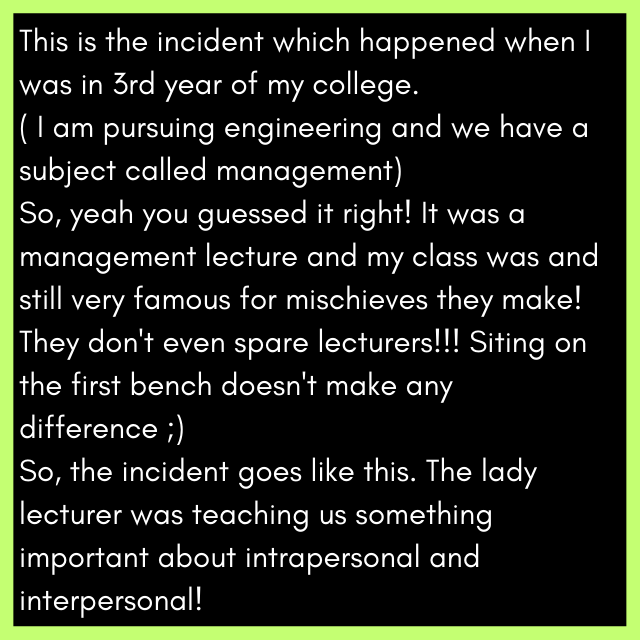 This is the incident which happened when I
was in 3rd year of my college.
( I am pursuing engineering and we have a
subject called management)
So, yeah you guessed it right! It was a
management lecture and my class was and
still very famous for mischieves they make!
They don't even spare lecturers!!! Siting on
the first bench doesn't make any
difference ;)
So, the incident goes like this. The lady
lecturer was teaching us something
important about intrapersonal and
interpersonal!